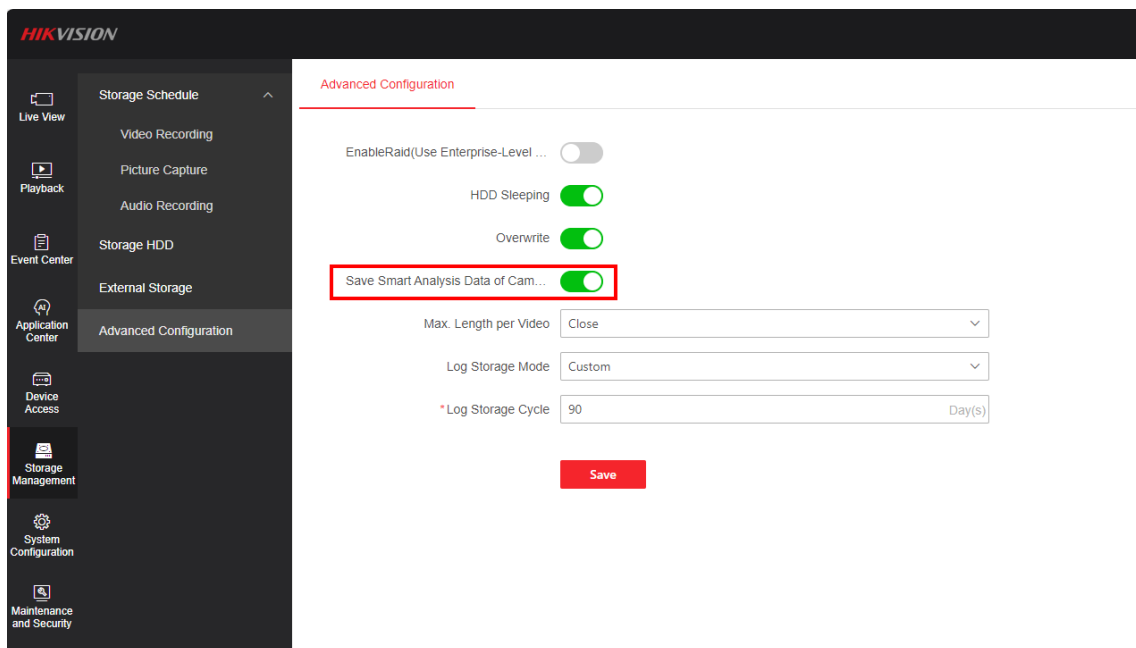 HIKVISION
Live View
Playback
Event Center
AI
Application
Center
Device
Access
Storage
Management
System
Configuration
Maintenance
and Security
Storage Schedule
Video Recording
Picture Capture
Audio Recording
Storage HDD
External Storage
Advanced Configuration
Advanced Configuration
EnableRaid(Use Enterprise-Level ...
HDD Sleeping
Overwrite
Save Smart Analysis Data of Cam...
Max. Length per Video Close
Log Storage Mode Custom
*Log Storage Cycle 90 Day(s)
Save